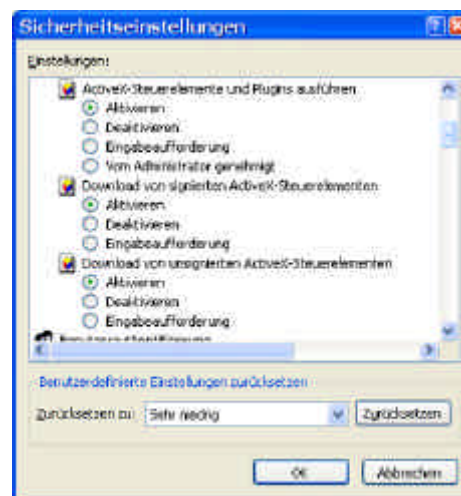 Sicherheitseinstellungen
Einstellungen:
ActiveX-Steuerelemente und Plugins ausführen
Aktivieren
Deaktivieren
Eingabeaufforderung
Vom Administrator genehmigt
Download von signierten ActiveX-Steuerelementen
Aktivieren
Deaktivieren
Eingabeaufforderung
Download von unsignierten ActiveX-Steuerelementen
Aktivieren
Deaktivieren
Eingabeaufforderung
Benutzerauthentifizierung
Benutzerdefinierte Einstellungen zurücksetzen
Zurücksetzen zu: Sehr niedrig Zurücksetzen
OK Abbrechen